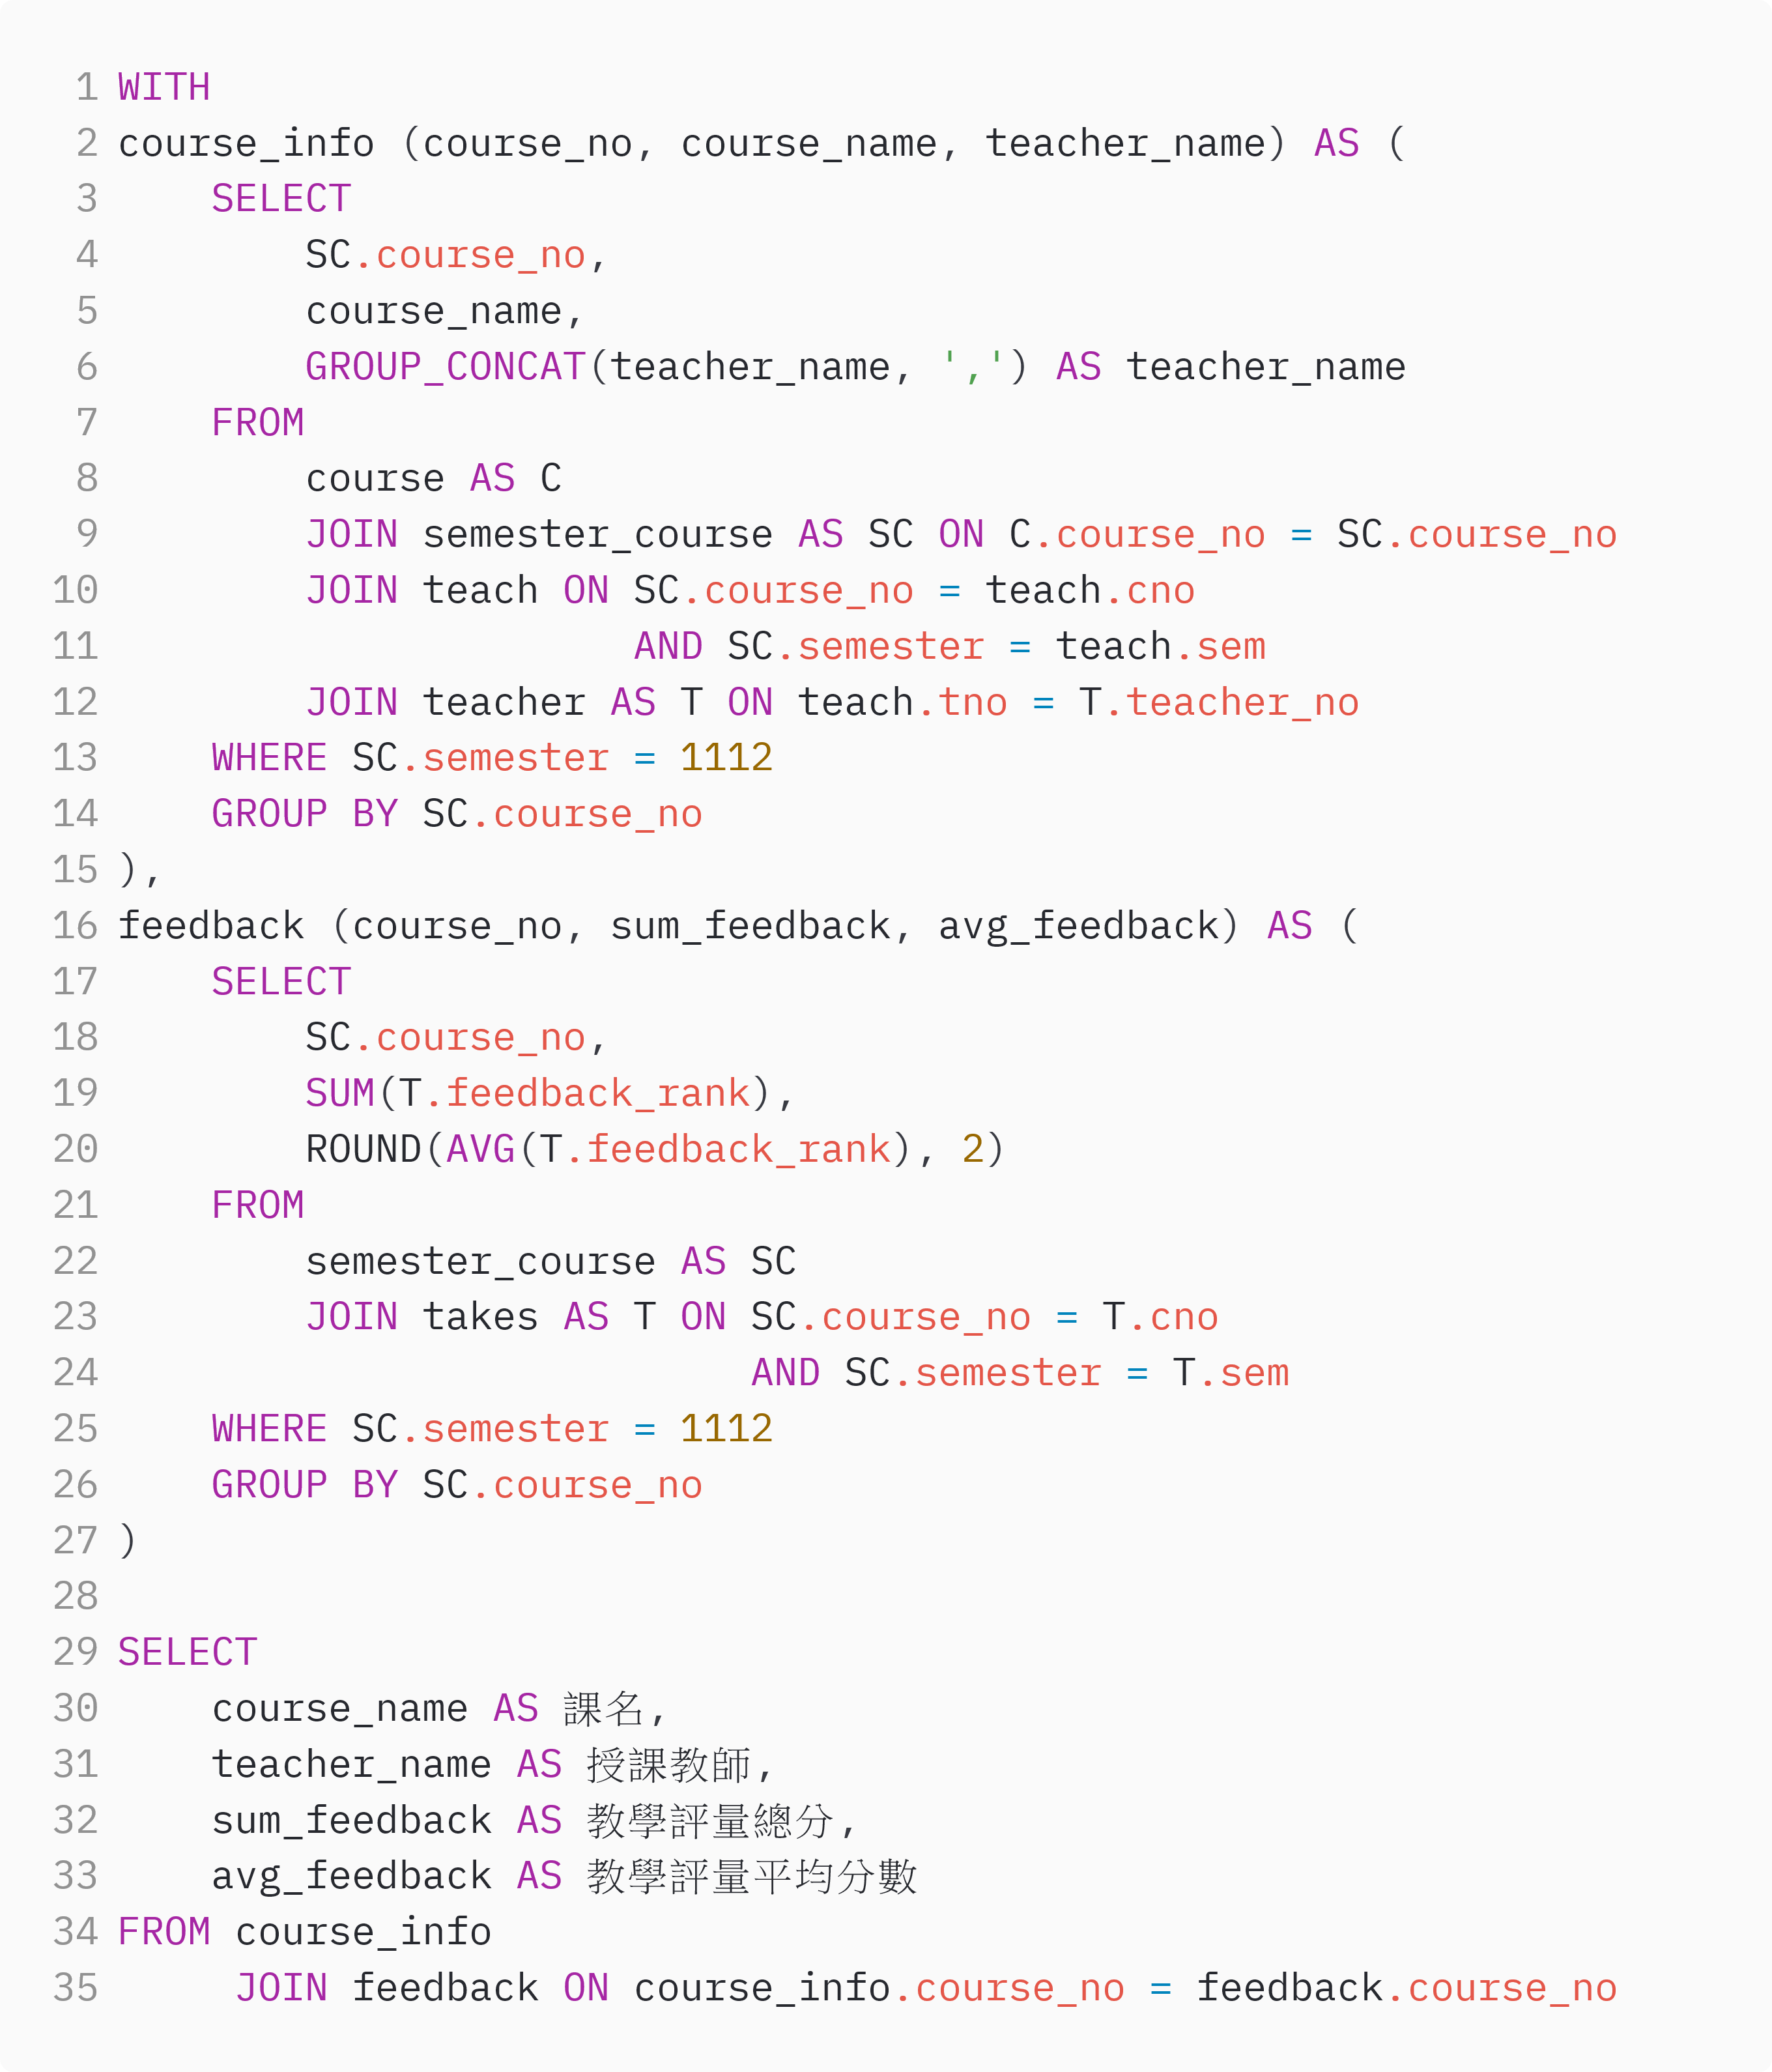 1 WITH
2 course_info (course_no, course_name, teacher_name) AS (
3     SELECT
4         SC.course_no,
5         course_name,
6         GROUP_CONCAT(teacher_name, ',') AS teacher_name
7     FROM
8         course AS C
9         JOIN semester_course AS SC ON C.course_no = SC.course_no
10         JOIN teach ON SC.course_no = teach.cno
11                       AND SC.semester = teach.sem
12         JOIN teacher AS T ON teach.tno = T.teacher_no
13     WHERE SC.semester = 1112
14     GROUP BY SC.course_no
15 ),
16 feedback (course_no, sum_feedback, avg_feedback) AS (
17     SELECT
18         SC.course_no,
19         SUM(T.feedback_rank),
20         ROUND(AVG(T.feedback_rank), 2)
21     FROM
22         semester_course AS SC
23         JOIN takes AS T ON SC.course_no = T.cno
24                            AND SC.semester = T.sem
25     WHERE SC.semester = 1112
26     GROUP BY SC.course_no
27 )
28
29 SELECT
30     course_name AS 課名,
31     teacher_name AS 授課教師,
32     sum_feedback AS 教學評量總分,
33     avg_feedback AS 教學評量平均分數
34 FROM course_info
35      JOIN feedback ON course_info.course_no = feedback.course_no